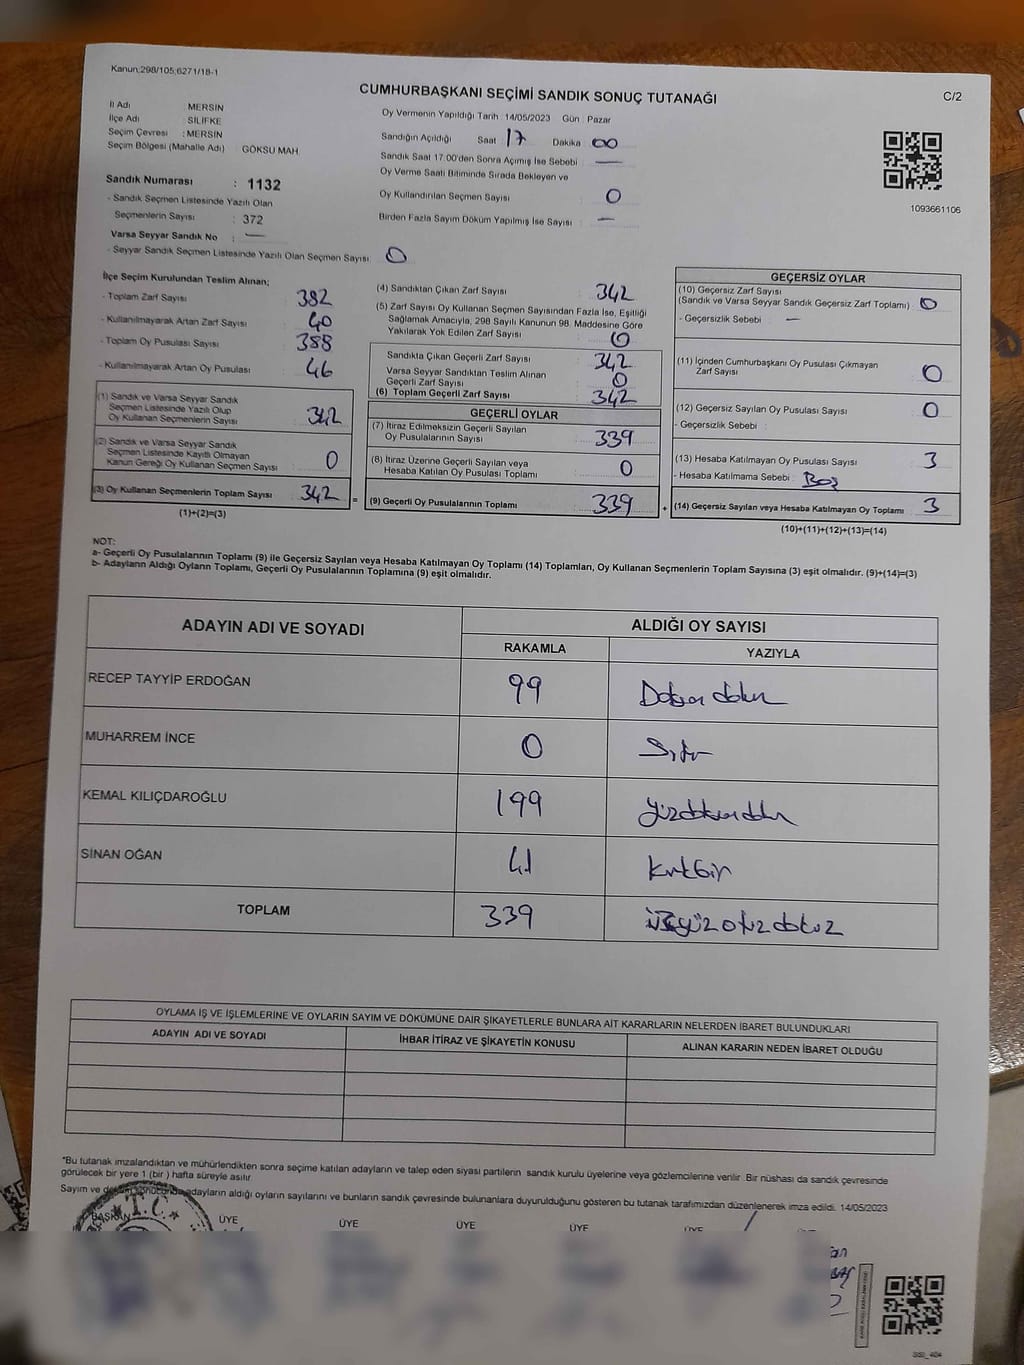 Kanun;298/105;6271/18-1
CUMHURBAŞKANI SEÇİMİ SANDIK SONUÇ TUTANAĞI
C/2
İl Adı : MERSİN
İlçe Adı : SİLİFKE
Seçim Çevresi : MERSİN
Seçim Bölgesi (Mahalle Adı) GÖKSU MAH.
Sandık Numarası : 1132
- Sandık Seçmen Listesinde Yazılı Olan
Seçmenlerin Sayısı : 372
Varsa Seyyar Sandık No : —
- Seyyar Sandık Seçmen Listesinde Yazılı Olan Seçmen Sayısı : 0
Oy Vermenin Yapıldığı Tarih : 14/05/2023 Gün : Pazar
Sandığın Açıldığı Saat : 17 Dakika : 00
Sandık Saat 17:00'den Sonra Açılmış İse Sebebi : —
Oy Verme Saati Bitiminde Sırada Bekleyen ve
Oy Kullandırılan Seçmen Sayısı : 0
Birden Fazla Sayım Döküm Yapılmış İse Sayısı : —
1093661106
İlçe Seçim Kurulundan Teslim Alınan;
- Toplam Zarf Sayısı : 382
- Kullanılmayarak Artan Zarf Sayısı : 40
- Toplam Oy Pusulası Sayısı : 388
- Kullanılmayarak Artan Oy Pusulası : 46
(1) Sandık ve Varsa Seyyar Sandık
Seçmen Listesinde Yazılı Olup
Oy Kullanan Seçmenlerin Sayısı : 342
(2) Sandık ve Varsa Seyyar Sandık
Seçmen Listesinde Kayıtlı Olmayan
Kanun Gereği Oy Kullanan Seçmen Sayısı : 0
(3) Oy Kullanan Seçmenlerin Toplam Sayısı : 342
(1)+(2)=(3)
(4) Sandıktan Çıkan Zarf Sayısı : 342
(5) Zarf Sayısı Oy Kullanan Seçmen Sayısından Fazla İse, Eşitliği
Sağlamak Amacıyla, 298 Sayılı Kanunun 98. Maddesine Göre
Yakılarak Yok Edilen Zarf Sayısı : 0
Sandıkta Çıkan Geçerli Zarf Sayısı : 342
Varsa Seyyar Sandıktan Teslim Alınan
Geçerli Zarf Sayısı : 0
(6) Toplam Geçerli Zarf Sayısı : 342
GEÇERLİ OYLAR
(7) İtiraz Edilmeksizin Geçerli Sayılan
Oy Pusulalarının Sayısı : 339
(8) İtiraz Üzerine Geçerli Sayılan veya
Hesaba Katılan Oy Pusulası Toplamı : 0
(9) Geçerli Oy Pusulalarının Toplamı : 339
=
+
GEÇERSİZ OYLAR
(10) Geçersiz Zarf Sayısı
(Sandık ve Varsa Seyyar Sandık Geçersiz Zarf Toplamı) : 0
- Geçersizlik Sebebi : —
(11) İçinden Cumhurbaşkanı Oy Pusulası Çıkmayan
Zarf Sayısı : 0
(12) Geçersiz Sayılan Oy Pusulası Sayısı : 0
- Geçersizlik Sebebi :
(13) Hesaba Katılmayan Oy Pusulası Sayısı : 3
- Hesaba Katılmama Sebebi : Boş
(14) Geçersiz Sayılan veya Hesaba Katılmayan Oy Toplamı : 3
(10)+(11)+(12)+(13)=(14)
NOT:
a- Geçerli Oy Pusulalarının Toplamı (9) ile Geçersiz Sayılan veya Hesaba Katılmayan Oy Toplamı (14) Toplamları, Oy Kullanan Seçmenlerin Toplam Sayısına (3) eşit olmalıdır. (9)+(14)=(3)
b- Adayların Aldığı Oyların Toplamı, Geçerli Oy Pusulalarının Toplamına (9) eşit olmalıdır.
ADAYIN ADI VE SOYADI
ALDIĞI OY SAYISI
RAKAMLA YAZIYLA
RECEP TAYYİP ERDOĞAN 99 Doksan dokuz
MUHARREM İNCE 0 Sıfır
KEMAL KILIÇDAROĞLU 199 yüzdoksandokuz
SİNAN OĞAN 41 Kırkbir
TOPLAM 339 üçyüz otuz dokuz
OYLAMA İŞ VE İŞLEMLERİNE VE OYLARIN SAYIM VE DÖKÜMÜNE DAİR ŞİKAYETLERLE BUNLARA AİT KARARLARIN NELERDEN İBARET BULUNDUKLARI
ADAYIN ADI VE SOYADI İHBAR İTİRAZ VE ŞİKAYETİN KONUSU ALINAN KARARIN NEDEN İBARET OLDUĞU
*Bu tutanak imzalandıktan ve mühürlendikten sonra seçime katılan adayların ve talep eden siyasi partilerin sandık kurulu üyelerine veya gözlemcilerine verilir. Bir nüshası da sandık çevresinde
görülecek bir yere 1 (bir) hafta süreyle asılır.
Sayım ve döküm sonucunda adayların aldığı oyların sayılarını ve bunların sandık çevresinde bulunanlara duyurulduğunu gösteren bu tutanak tarafımızdan düzenlenerek imza edildi. 14/05/2023
BAŞKAN ÜYE ÜYE ÜYE ÜYE ÜYE
T.C.